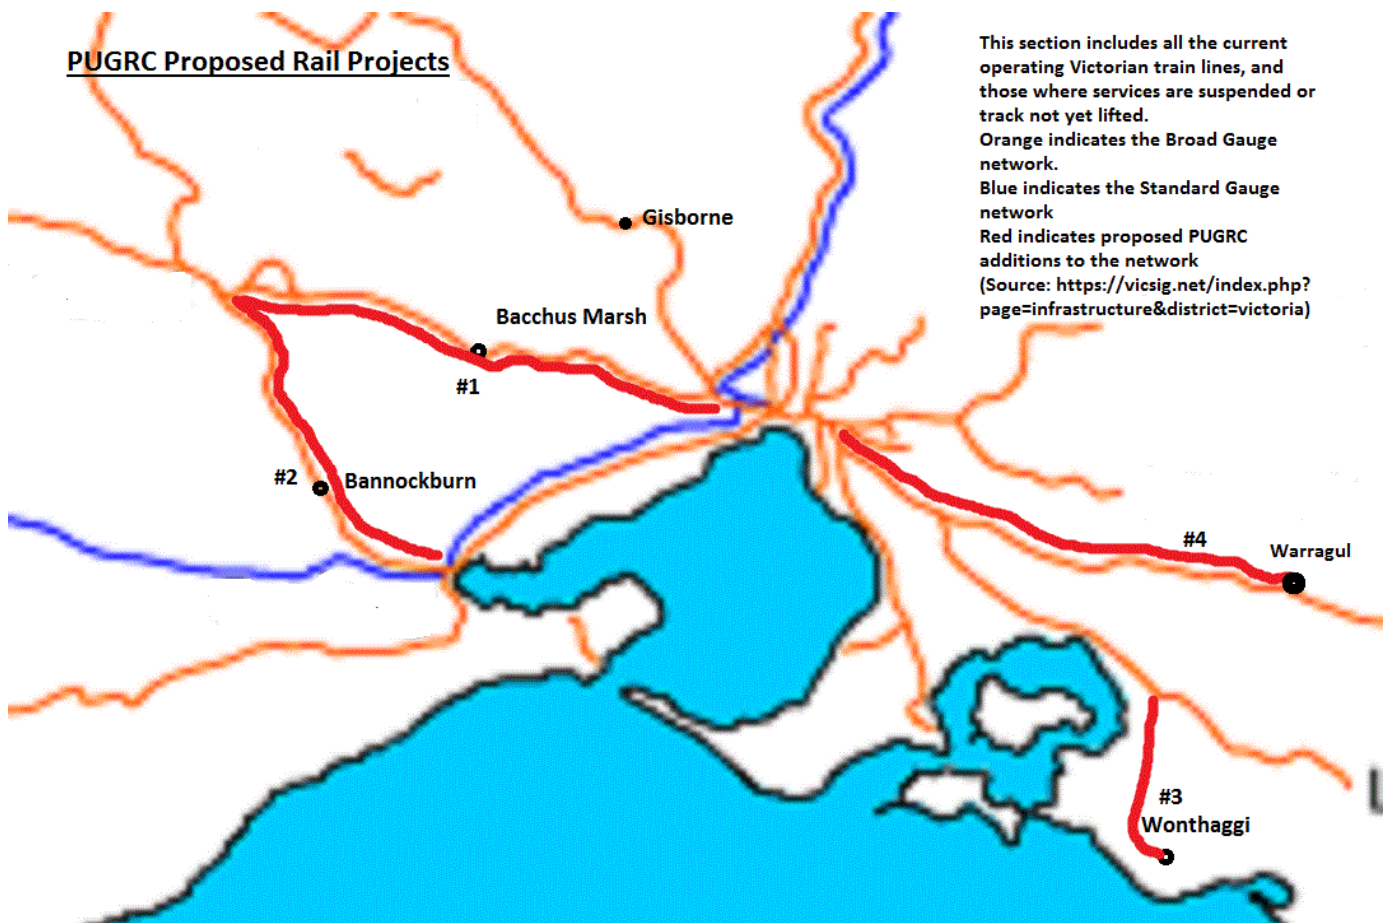 PUGRC Proposed Rail Projects
This section includes all the current
operating Victorian train lines, and
those where services are suspended or
track not yet lifted.
Orange indicates the Broad Gauge
network.
Blue indicates the Standard Gauge
network
Red indicates proposed PUGRC
additions to the network
(Source: https://vicsig.net/index.php?
page=infrastructure&district=victoria)
Gisborne
Bacchus Marsh
#1
#2
Bannockburn
#4
Warragul
#3
Wonthaggi